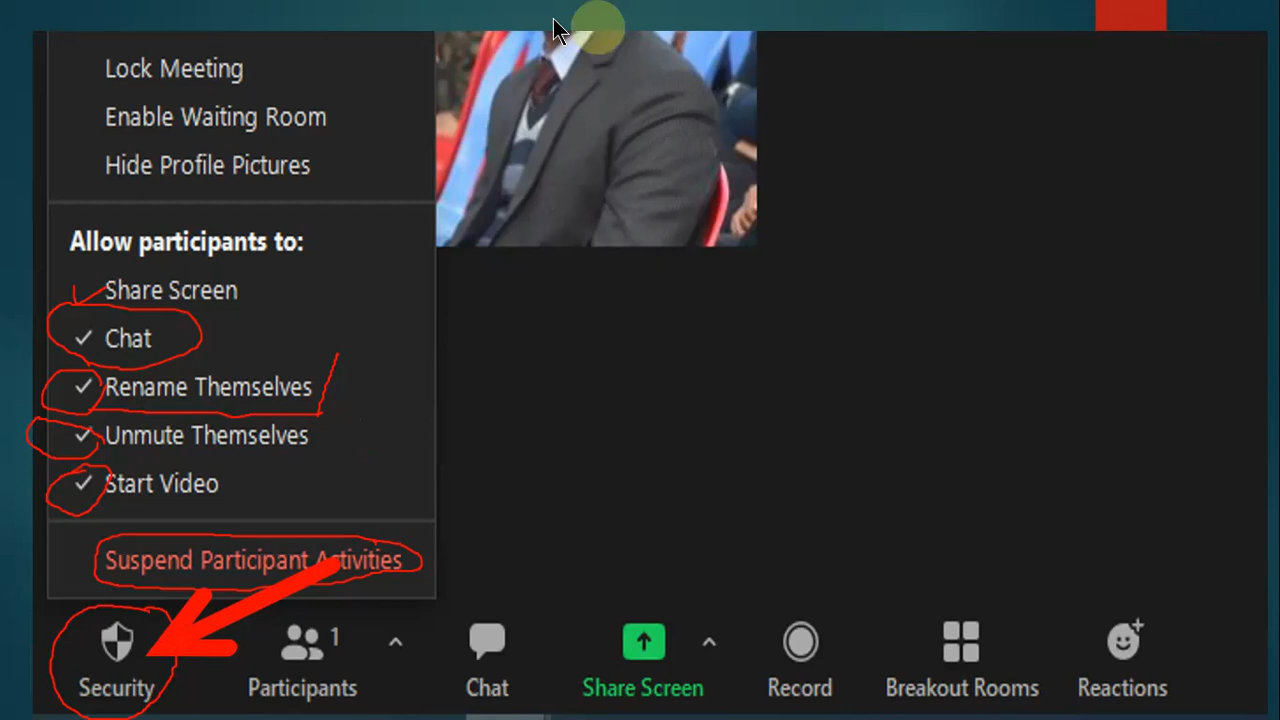 Lock Meeting
Enable Waiting Room
Hide Profile Pictures
Allow participants to:
Share Screen
Chat
Rename Themselves
Unmute Themselves
Start Video
Suspend Participant Activities
1
Security Participants Chat Share Screen Record Breakout Rooms Reactions